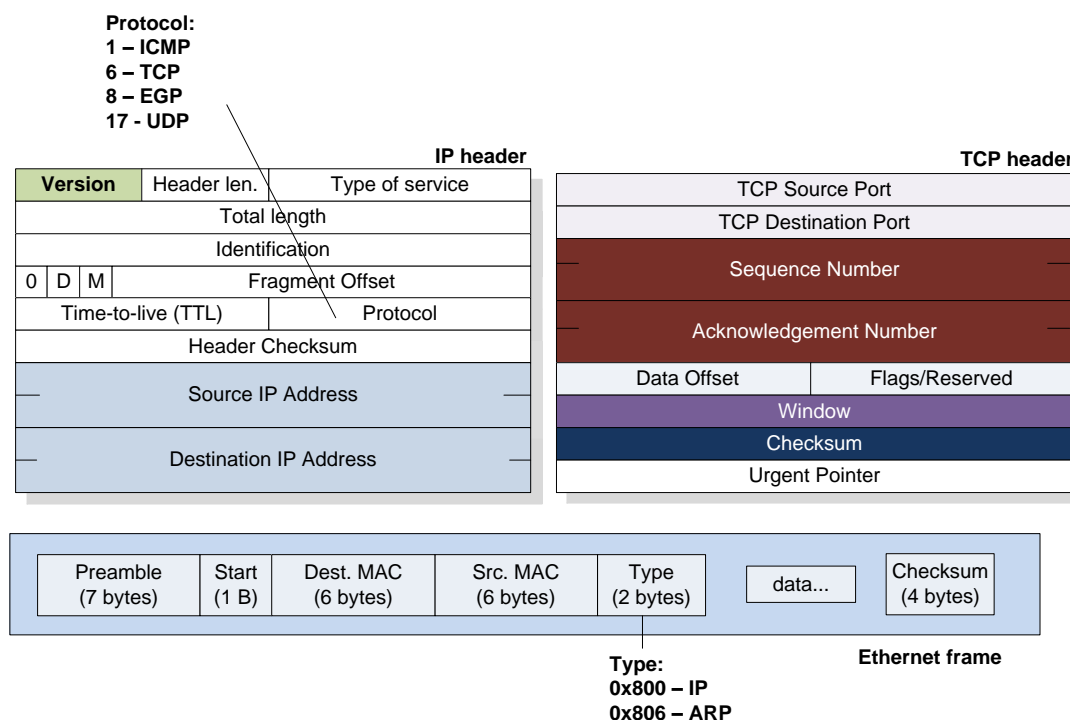 Protocol:
1 – ICMP
6 – TCP
8 – EGP
17 - UDP
IP header
Version Header len. Type of service
Total length
Identification
0 D M Fragment Offset
Time-to-live (TTL) Protocol
Header Checksum
Source IP Address
Destination IP Address
TCP header
TCP Source Port
TCP Destination Port
Sequence Number
Acknowledgement Number
Data Offset Flags/Reserved
Window
Checksum
Urgent Pointer
Preamble Start Dest. MAC Src. MAC Type data... Checksum
(7 bytes) (1 B) (6 bytes) (6 bytes) (2 bytes) (4 bytes)
Ethernet frame
Type:
0x800 – IP
0x806 – ARP